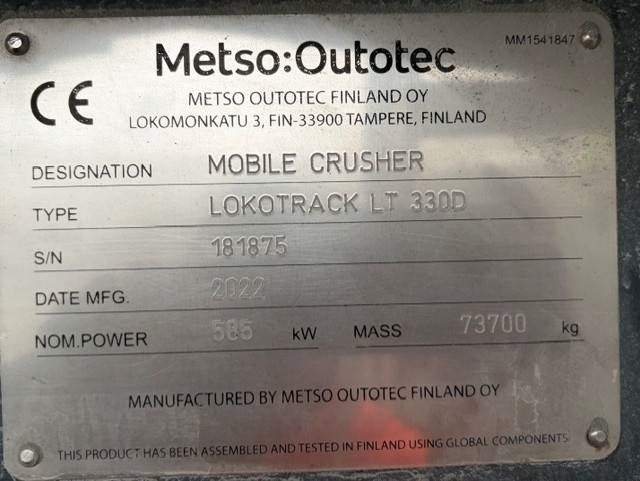 MM1541847
Metso:Outotec
CE
METSO OUTOTEC FINLAND OY
LOKOMONKATU 3, FIN-33900 TAMPERE, FINLAND
DESIGNATION MOBILE CRUSHER
TYPE LOKOTRACK LT 330D
S/N 181875
DATE MFG. 2022
NOM.POWER 585 kW MASS 73700 kg
MANUFACTURED BY METSO OUTOTEC FINLAND OY
THIS PRODUCT HAS BEEN ASSEMBLED AND TESTED IN FINLAND USING GLOBAL COMPONENTS